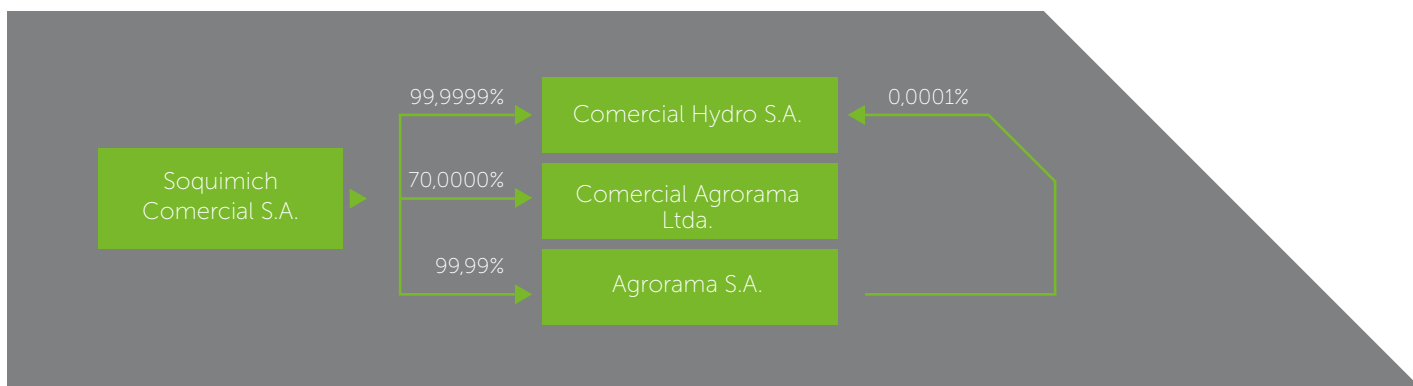 Soquimich
Comercial S.A.
99,9999%
Comercial Hydro S.A.
0,0001%
70,0000%
Comercial Agrorama
Ltda.
99,99%
Agrorama S.A.